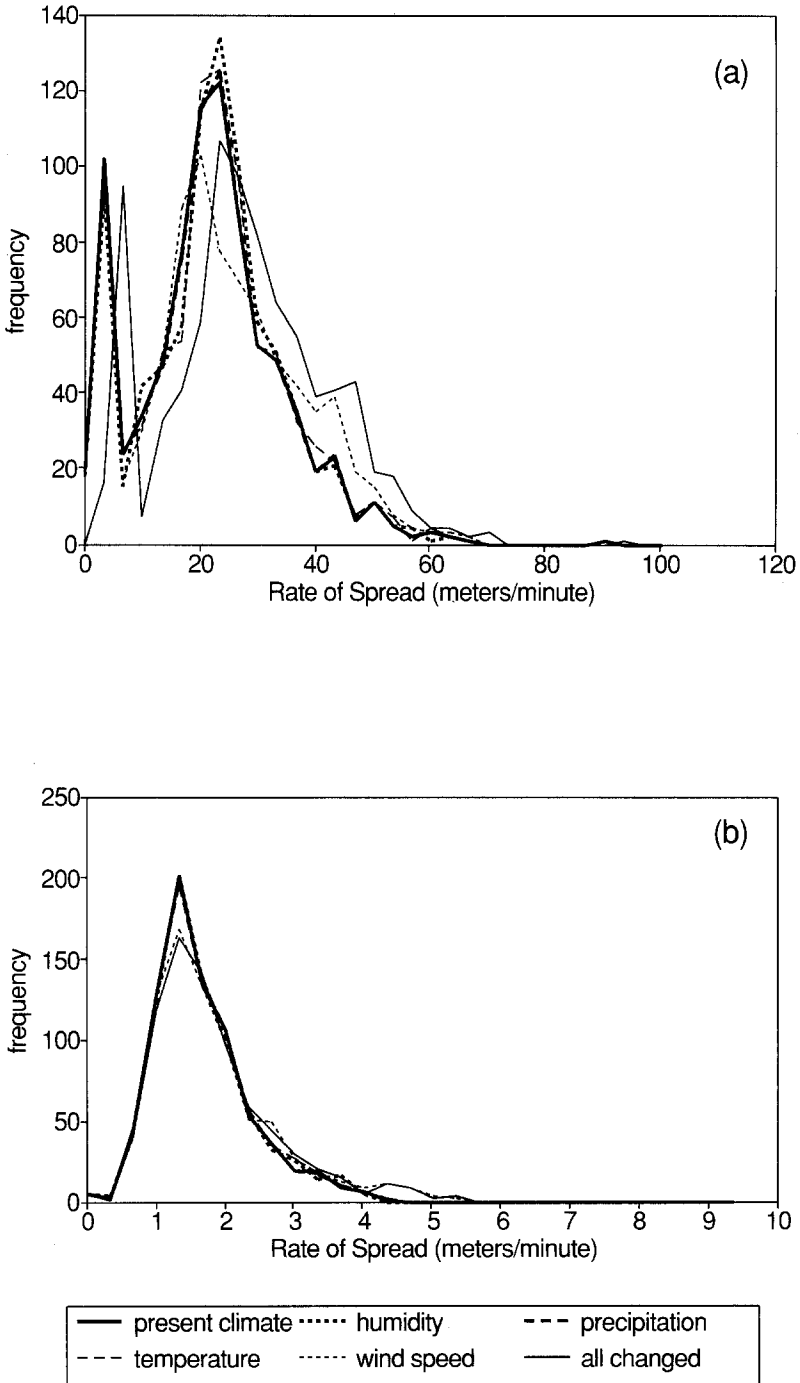 140
120
100
80
60
40
20
0
frequency
(a)
0 20 40 60 80 100 120
Rate of Spread (meters/minute)
250
200
150
100
50
0
frequency
(b)
0 1 2 3 4 5 6 7 8 9 10
Rate of Spread (meters/minute)
present climate humidity precipitation
temperature wind speed all changed